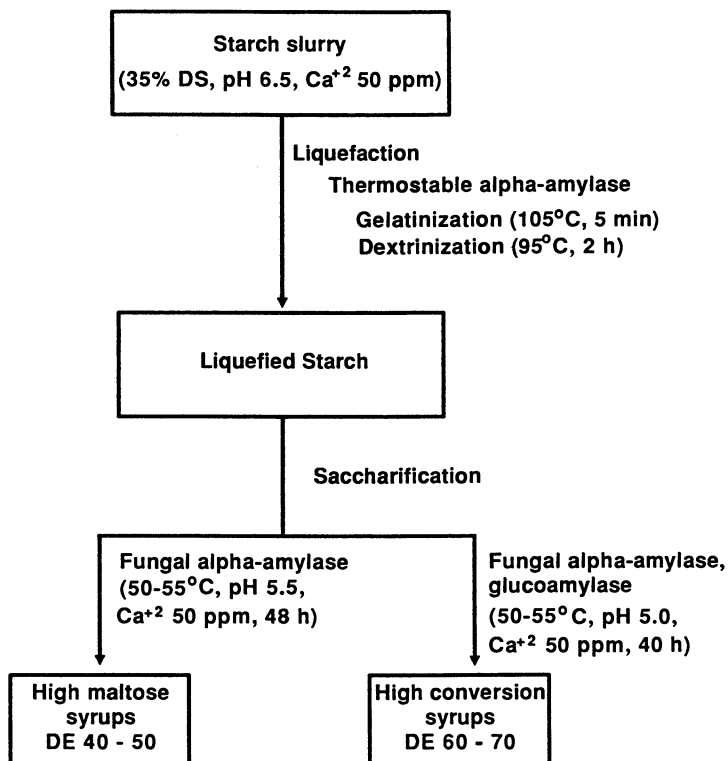 Starch slurry
(35% DS, pH 6.5, Ca⁺² 50 ppm)
Liquefaction
Thermostable alpha-amylase
Gelatinization (105°C, 5 min)
Dextrinization (95°C, 2 h)
Liquefied Starch
Saccharification
Fungal alpha-amylase
(50-55°C, pH 5.5,
Ca⁺² 50 ppm, 48 h)
Fungal alpha-amylase,
glucoamylase
(50-55°C, pH 5.0,
Ca⁺² 50 ppm, 40 h)
High maltose
syrups
DE 40 - 50
High conversion
syrups
DE 60 - 70